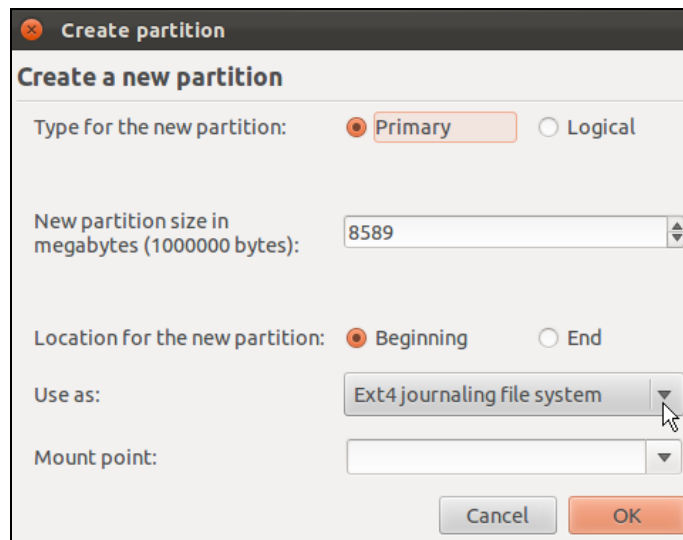 Create partition
Create a new partition
Type for the new partition: Primary Logical
New partition size in
megabytes (1000000 bytes): 8589
Location for the new partition: Beginning End
Use as: Ext4 journaling file system
Mount point:
Cancel OK